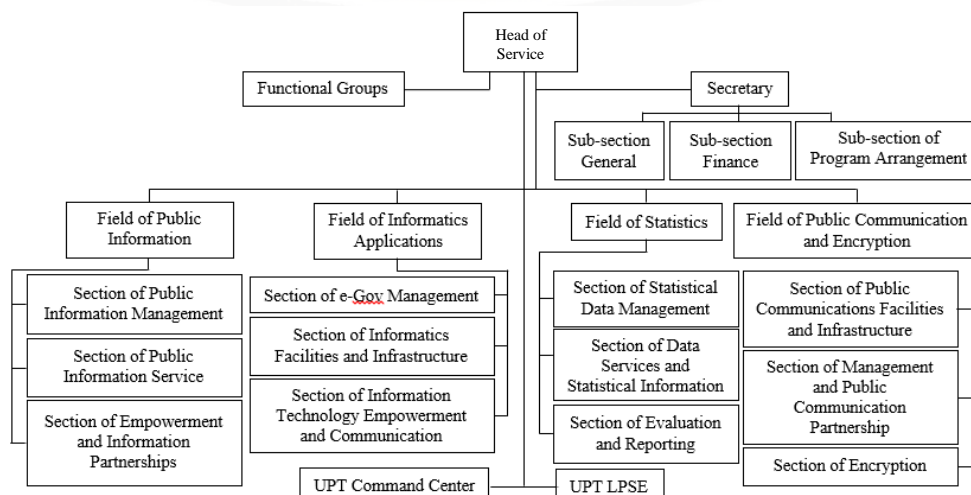 Head of
Service
Functional Groups
Secretary
Sub-section
General
Sub-section
Finance
Sub-section of
Program Arrangement
Field of Public
Information
Field of Informatics
Applications
Field of Statistics
Field of Public Communication
and Encryption
Section of Public
Information Management
Section of Public
Information Service
Section of Empowerment
and Information
Partnerships
Section of e-Gov Management
Section of Informatics
Facilities and Infrastructure
Section of Information
Technology Empowerment
and Communication
Section of Statistical
Data Management
Section of Data
Services and
Statistical Information
Section of Evaluation
and Reporting
Section of Public
Communications Facilities
and Infrastructure
Section of Management
and Public
Communication
Partnership
Section of Encryption
UPT Command Center
UPT LPSE